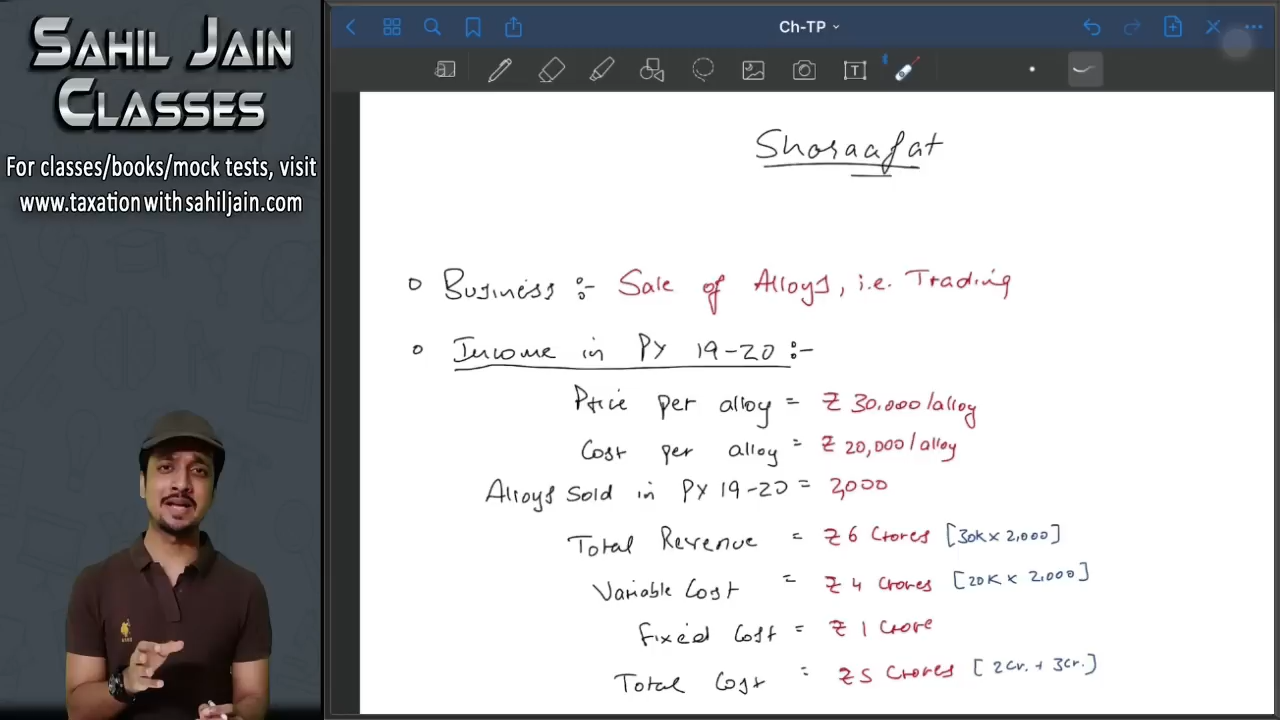 SAHIL JAIN
CLASSES
For classes/books/mock tests, visit
www.taxationwithsahiljain.com
Ch-TP
T
Sharaafat
Business :- Sale of Alloys, i.e. Trading
Income in PY 19-20 :-
Price per alloy = ₹ 30,000/alloy
Cost per alloy = ₹ 20,000/alloy
Alloys Sold in PY 19-20 = 2,000
Total Revenue = ₹ 6 Crores [30K x 2,000]
Variable Cost = ₹ 4 Crores [20K x 2,000]
Fixed Cost = ₹ 1 Crore
Total Cost = ₹ 5 Crores [2Cr. + 3Cr.]